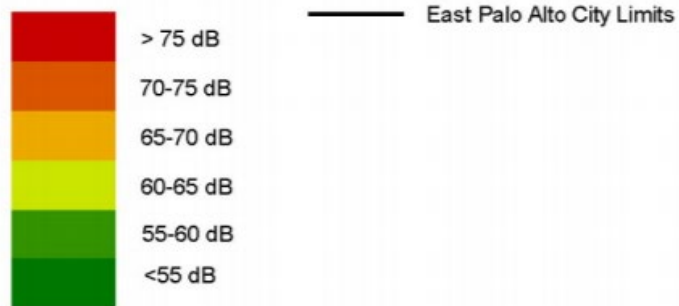 East Palo Alto City Limits
> 75 dB
70-75 dB
65-70 dB
60-65 dB
55-60 dB
<55 dB